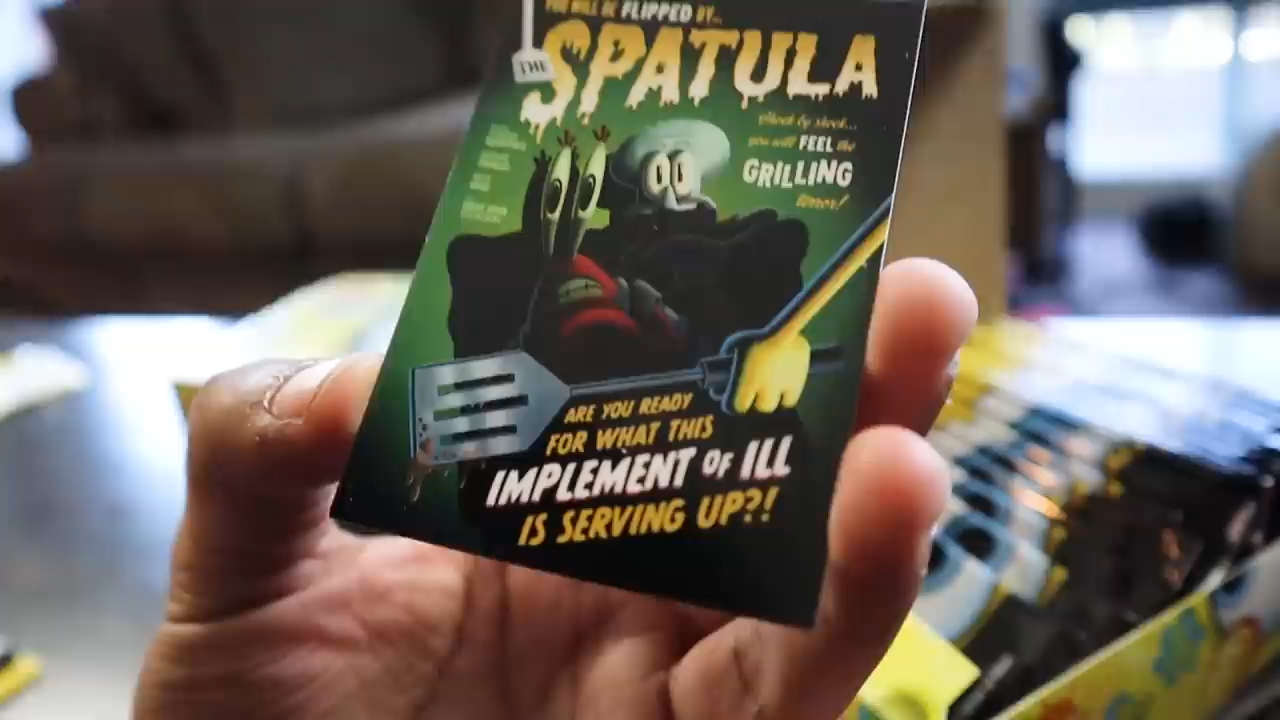 YOU WILL BE FLIPPED BY...
THE
SPATULA
Shock by shock...
you will FEEL the
GRILLING
terror!
ARE YOU READY
FOR WHAT THIS
IMPLEMENT OF ILL
IS SERVING UP?!